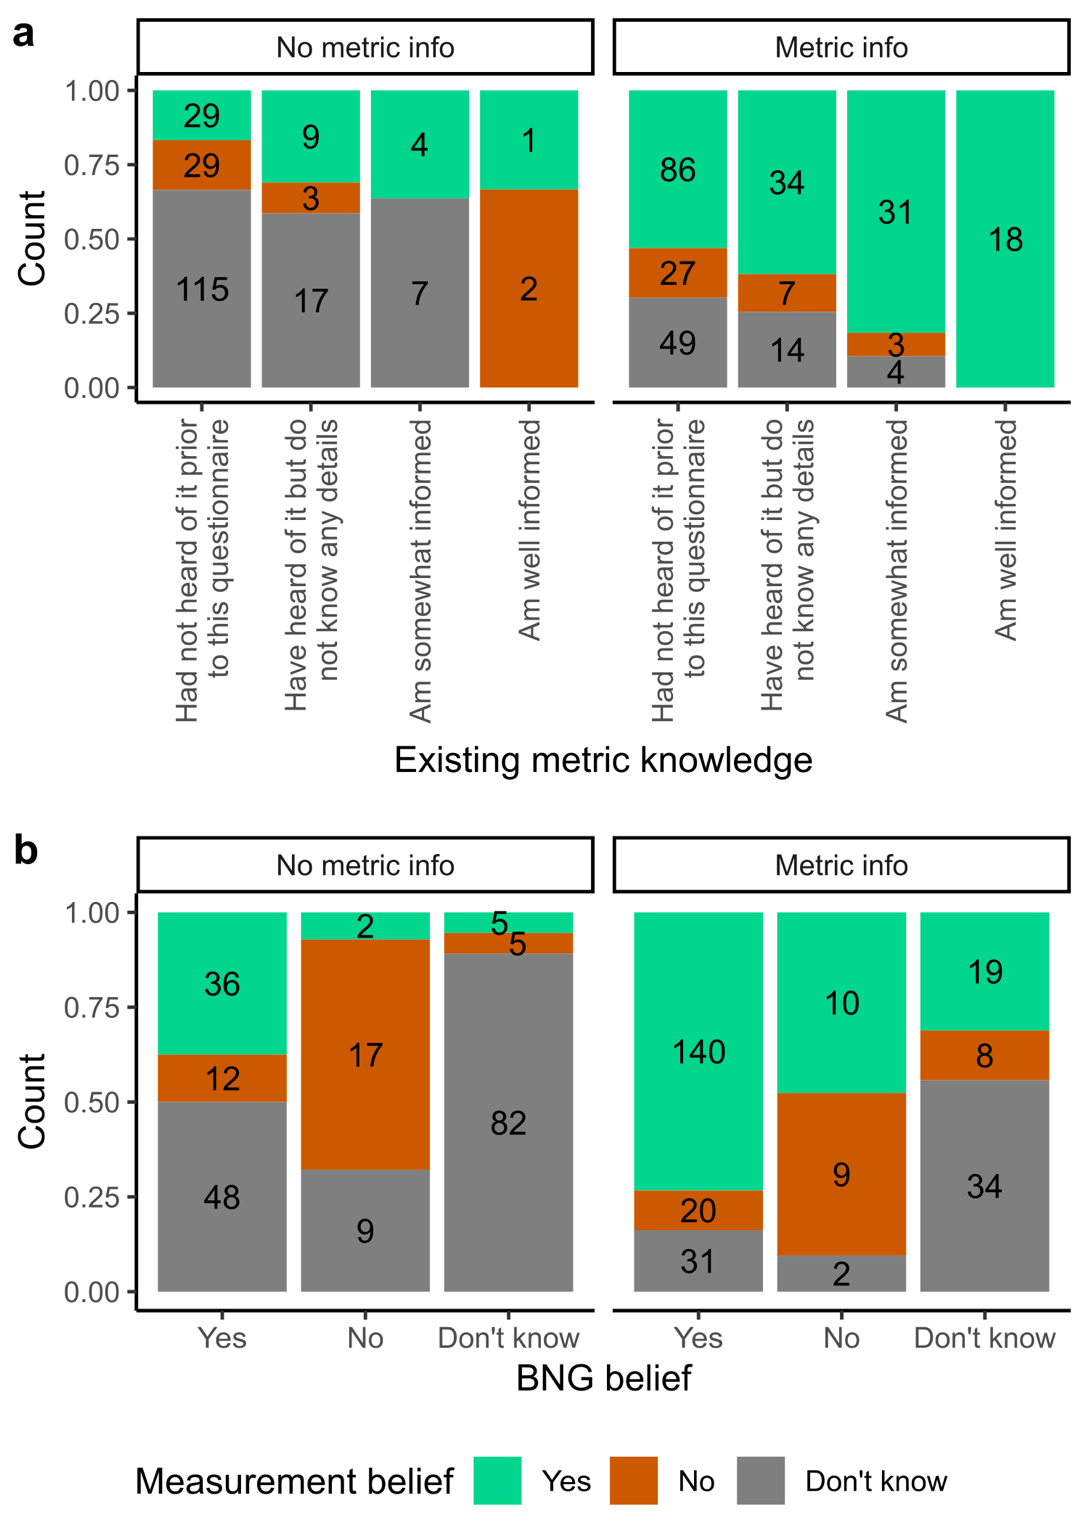 a
No metric info
Metric info
Count
1.00
0.75
0.50
0.25
0.00
29
29
115
9
3
17
4
7
1
2
86
27
49
34
7
14
31
3
4
18
Had not heard of it prior
to this questionnaire
Have heard of it but do
not know any details
Am somewhat informed
Am well informed
Had not heard of it prior
to this questionnaire
Have heard of it but do
not know any details
Am somewhat informed
Am well informed
Existing metric knowledge
b
No metric info
Metric info
Count
1.00
0.75
0.50
0.25
0.00
36
12
48
2
17
9
5
5
82
140
20
31
10
9
2
19
8
34
Yes
No
Don't know
Yes
No
Don't know
BNG belief
Measurement belief
Yes
No
Don't know